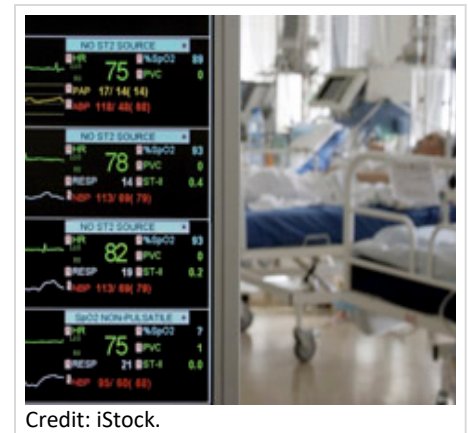 NO ST2 SOURCE
HR 75 %SpO2 89
PVC 0
PAP 17/ 14( 14)
NBP 118/ 48( 68)
NO ST2 SOURCE
HR 78 %SpO2 93
PVC 0
RESP 14 ST-II 0.4
NBP 113/ 69( 79)
NO ST2 SOURCE
HR 82 %SpO2 93
PVC 0
RESP 19 ST-II 0.2
NBP 113/ 69( 79)
SpO2 NON-PULSATILE
HR 75 %SpO2 ?
PVC 1
RESP 21 ST-II 0.0
NBP 95/ 60( 68)
Credit: iStock.